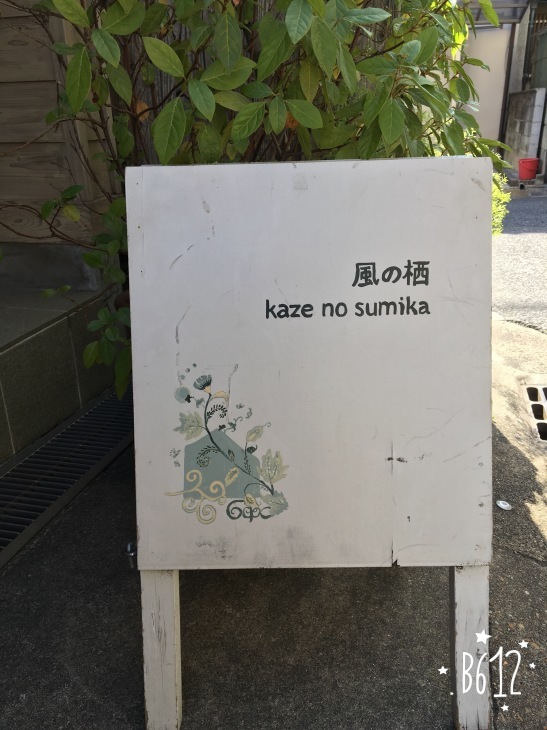 風の栖
kaze no sumika
B612